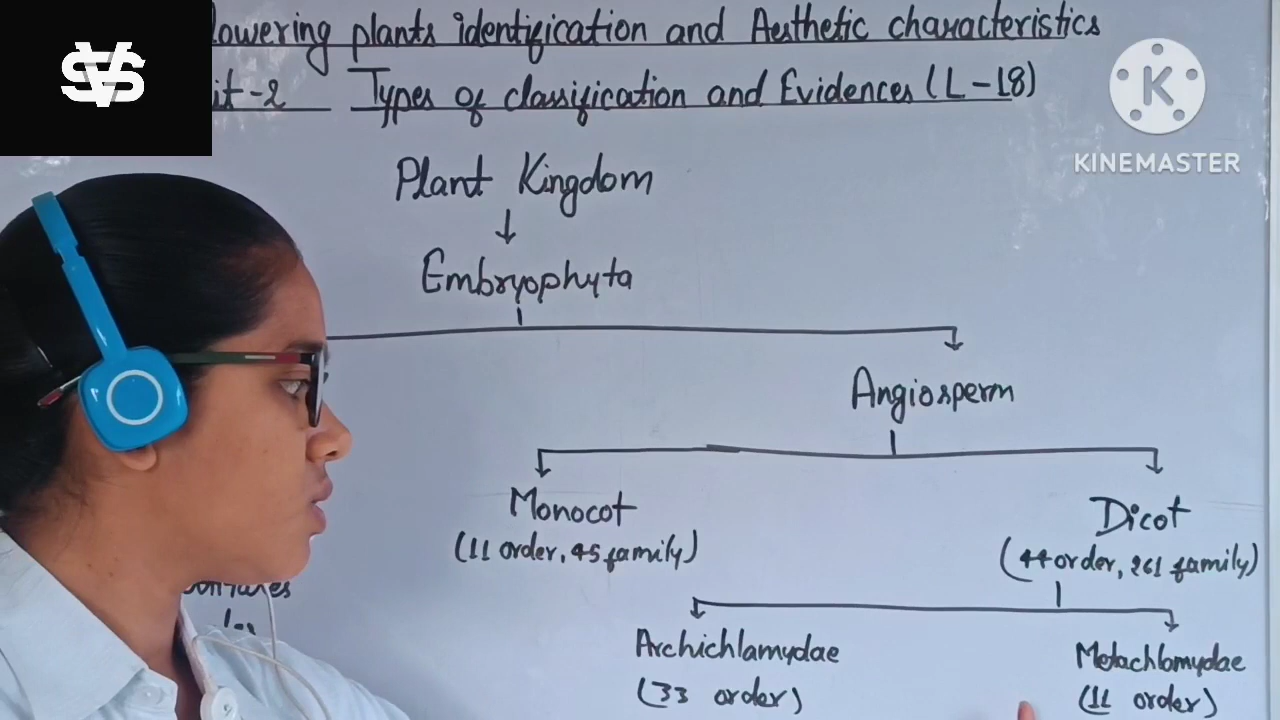 lowering plants identification and Aesthetic characteristics
it-2 Types of classification and Evidences (L-18)
KINEMASTER
Plant Kingdom
Embryophyta
Angiosperm
Monocot
Dicot
(11 order, 45 family)
(44 order, 261 family)
Archichlamydae
Metachlamydae
(33 order)
(11 order)